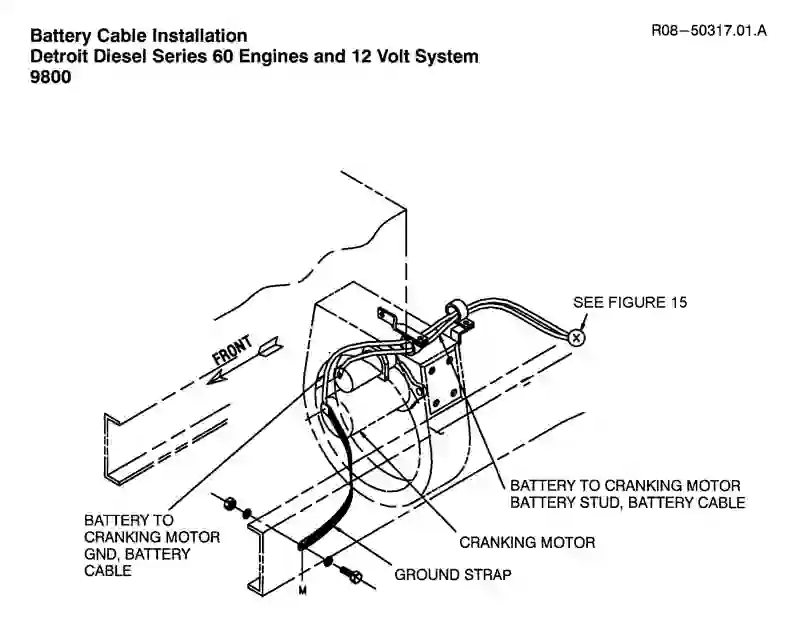 Battery Cable Installation
Detroit Diesel Series 60 Engines and 12 Volt System
9800
R08-50317.01.A
SEE FIGURE 15
FRONT
BATTERY TO CRANKING MOTOR
BATTERY STUD, BATTERY CABLE
BATTERY TO
CRANKING MOTOR
GND, BATTERY
CABLE
CRANKING MOTOR
GROUND STRAP
M